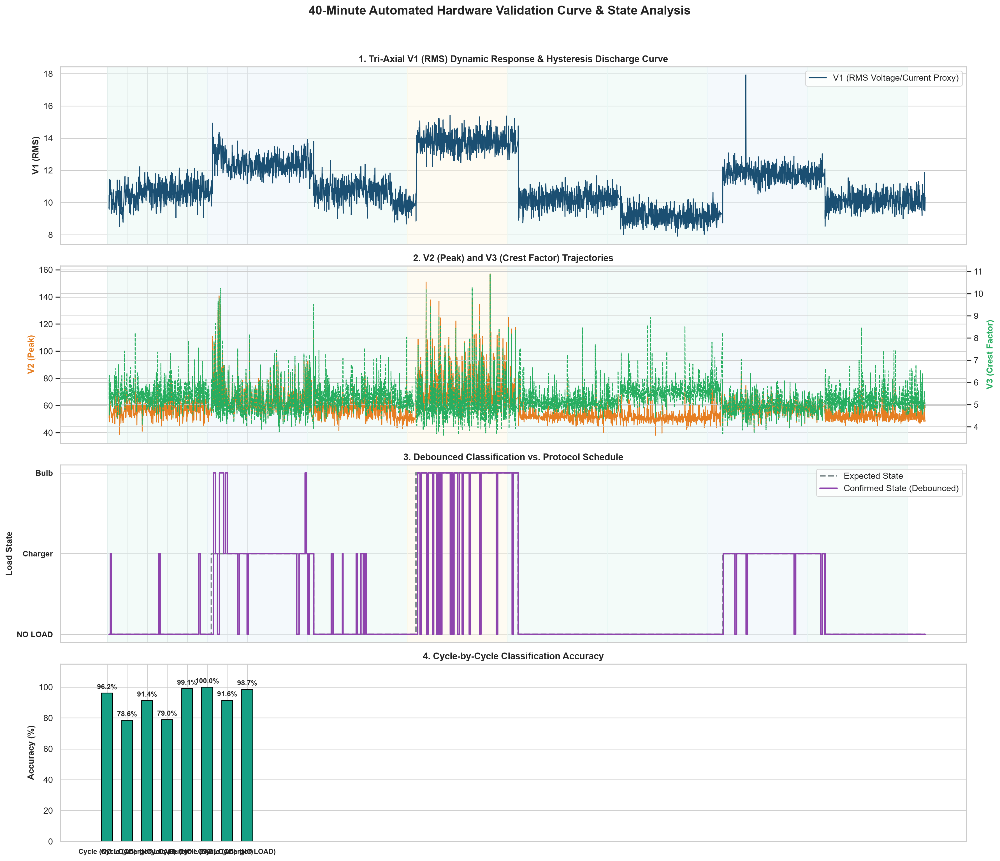 40-Minute Automated Hardware Validation Curve & State Analysis
1. Tri-Axial V1 (RMS) Dynamic Response & Hysteresis Discharge Curve
V1 (RMS Voltage/Current Proxy)
V1 (RMS)
18
16
14
12
10
8
2. V2 (Peak) and V3 (Crest Factor) Trajectories
V2 (Peak)
160
140
120
100
80
60
40
11
10
9
8
7
6
5
4
V3 (Crest Factor)
3. Debounced Classification vs. Protocol Schedule
Expected State
Confirmed State (Debounced)
Load State
Bulb
Charger
NO LOAD
4. Cycle-by-Cycle Classification Accuracy
Accuracy (%)
100
80
60
40
20
0
96.2%
78.6%
91.4%
79.0%
99.1%
100.0%
91.6%
98.7%
Cycle (NO LOAD)